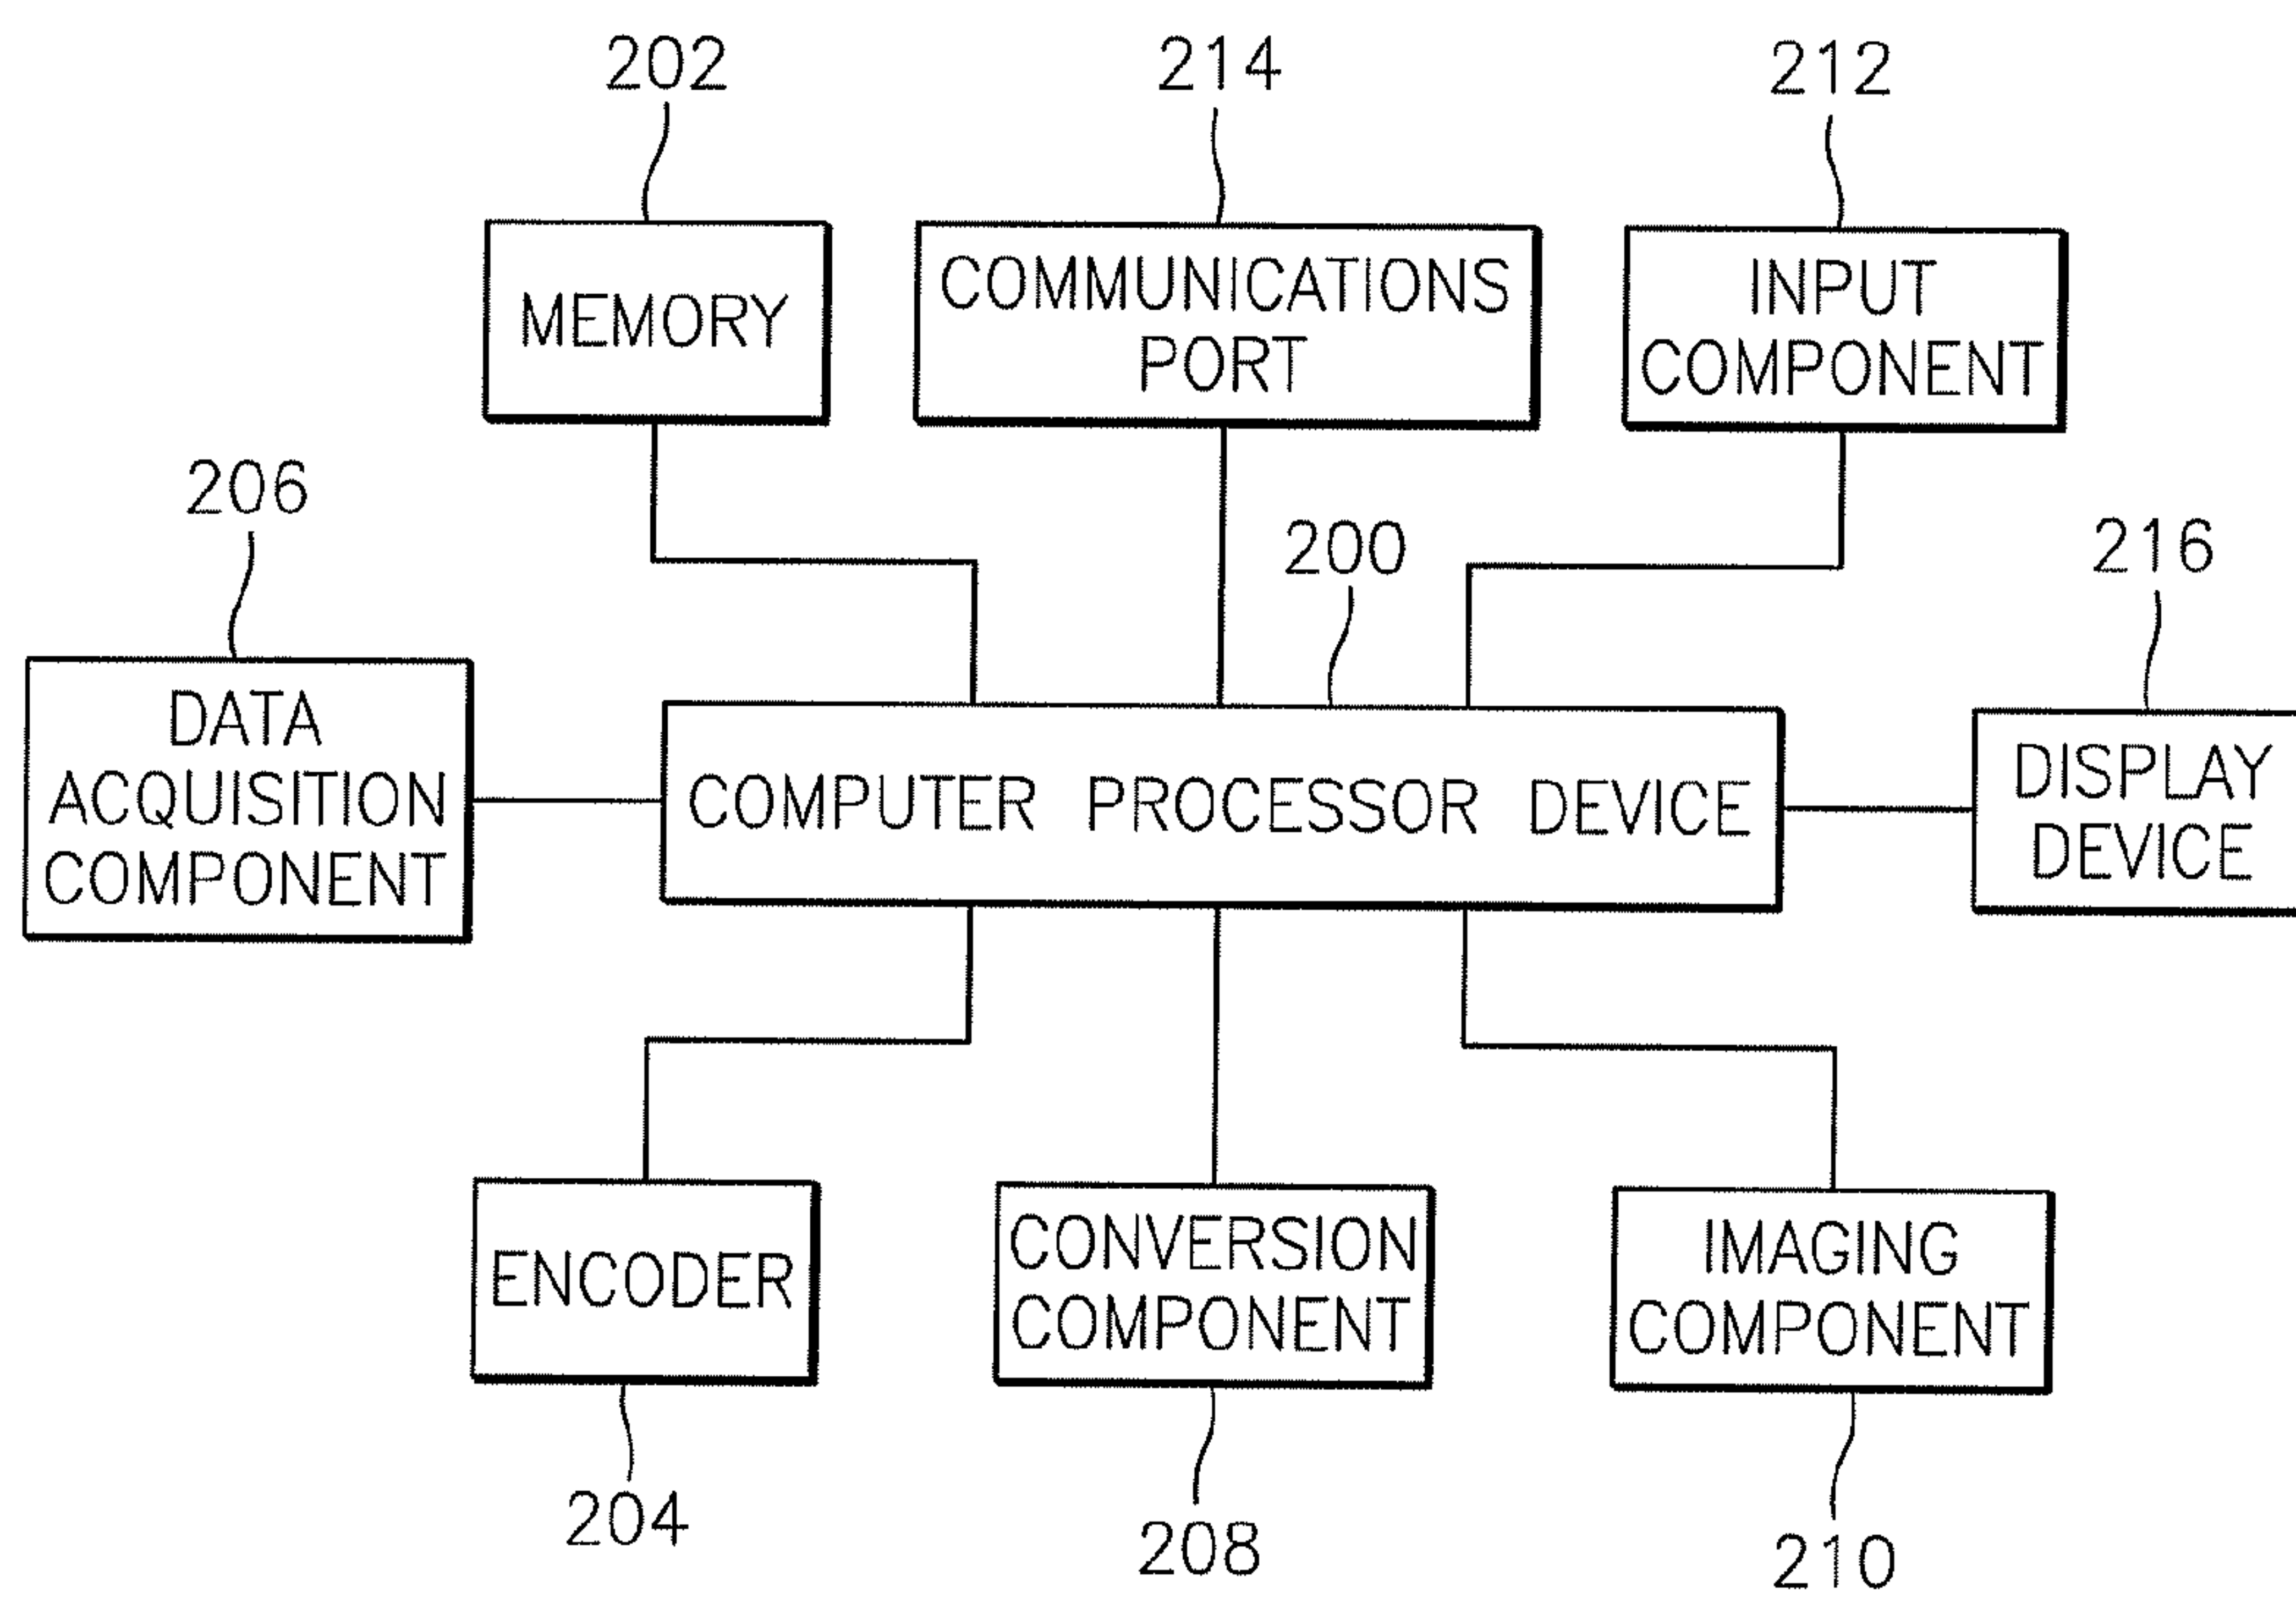 202
214
212
MEMORY
COMMUNICATIONS
PORT
INPUT
COMPONENT
206
200
216
DATA
ACQUISITION
COMPONENT
COMPUTER PROCESSOR DEVICE
DISPLAY
DEVICE
ENCODER
CONVERSION
COMPONENT
IMAGING
COMPONENT
204
208
210